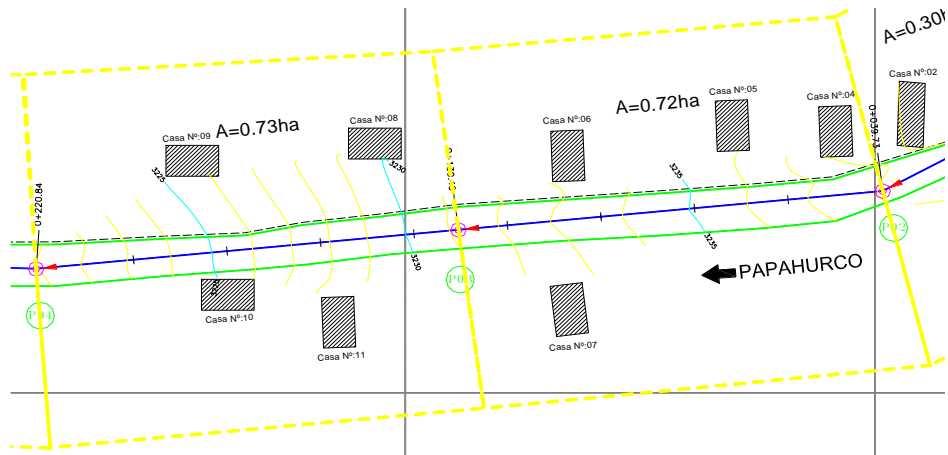 A=0.30h
Casa Nº:02
Casa Nº:05
Casa Nº:04
A=0.72ha
Casa Nº:06
Casa Nº:08
A=0.73ha
Casa Nº:09
0+039.73
3225
3230
3235
0+220.84
P02
3235
PAPAHURCO
3230
P03
3225
P04
Casa Nº:10
Casa Nº:11
Casa Nº:07